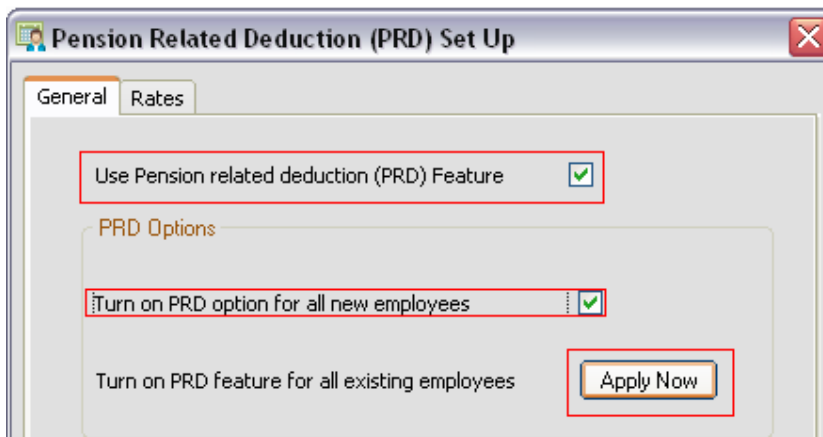 Pension Related Deduction (PRD) Set Up
General Rates
Use Pension related deduction (PRD) Feature
PRD Options
Turn on PRD option for all new employees
Turn on PRD feature for all existing employees Apply Now